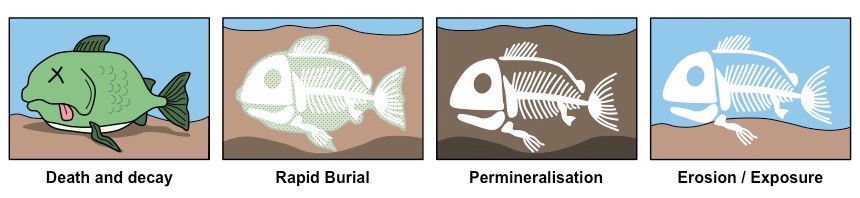 Death and decay
Rapid Burial
Permineralisation
Erosion / Exposure